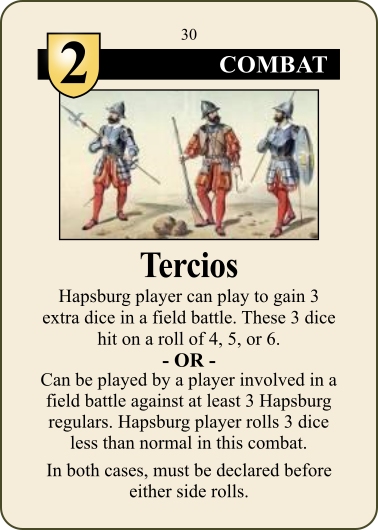 30
2
COMBAT
Tercios
Hapsburg player can play to gain 3
extra dice in a field battle. These 3 dice
hit on a roll of 4, 5, or 6.
- OR -
Can be played by a player involved in a
field battle against at least 3 Hapsburg
regulars. Hapsburg player rolls 3 dice
less than normal in this combat.
In both cases, must be declared before
either side rolls.